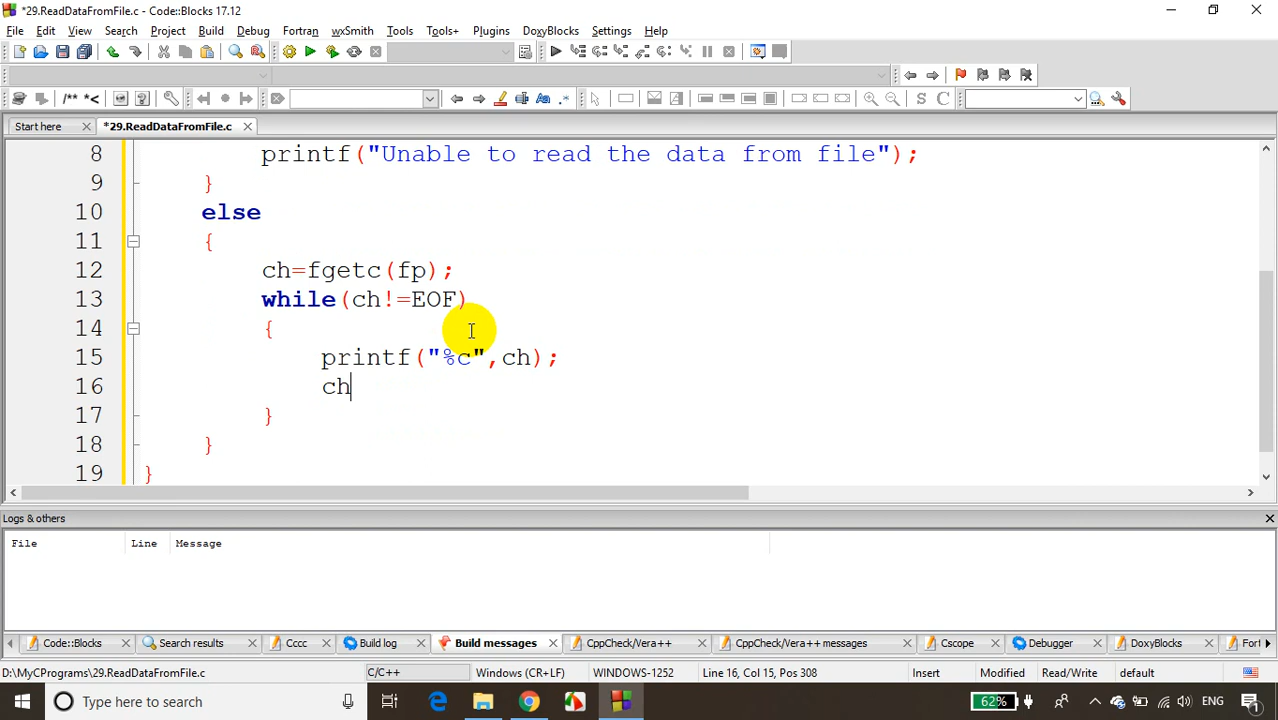 *29.ReadDataFromFile.c - Code::Blocks 17.12
File Edit View Search Project Build Debug Fortran wxSmith Tools Tools+ Plugins DoxyBlocks Settings Help
/** *<
S C
Start here *29.ReadDataFromFile.c
8 printf("Unable to read the data from file");
9 }
10 else
11 {
12 ch=fgetc(fp);
13 while(ch!=EOF)
14 {
15 printf("%c",ch);
16 ch
17 }
18 }
19 }
Logs & others
File Line Message
Code::Blocks Search results Cccc Build log Build messages CppCheck/Vera++ CppCheck/Vera++ messages Cscope Debugger DoxyBlocks Fort
D:\MyCPrograms\29.ReadDataFromFile.c C/C++ Windows (CR+LF) WINDOWS-1252 Line 16, Col 15, Pos 308 Insert Modified Read/Write default
Type here to search 62% ENG 1